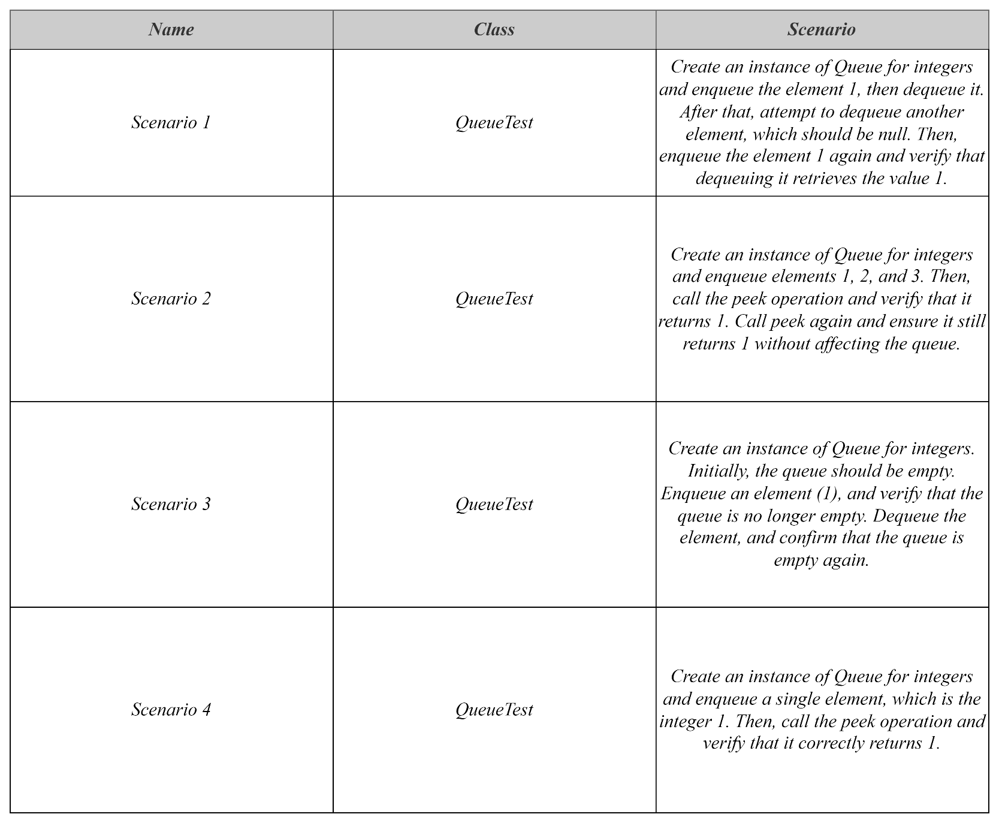 Name
Class
Scenario
Scenario 1
QueueTest
Create an instance of Queue for integers
and enqueue the element 1, then dequeue it.
After that, attempt to dequeue another
element, which should be null. Then,
enqueue the element 1 again and verify that
dequeuing it retrieves the value 1.
Scenario 2
QueueTest
Create an instance of Queue for integers
and enqueue elements 1, 2, and 3. Then,
call the peek operation and verify that it
returns 1. Call peek again and ensure it still
returns 1 without affecting the queue.
Scenario 3
QueueTest
Create an instance of Queue for integers.
Initially, the queue should be empty.
Enqueue an element (1), and verify that the
queue is no longer empty. Dequeue the
element, and confirm that the queue is
empty again.
Scenario 4
QueueTest
Create an instance of Queue for integers
and enqueue a single element, which is the
integer 1. Then, call the peek operation and
verify that it correctly returns 1.